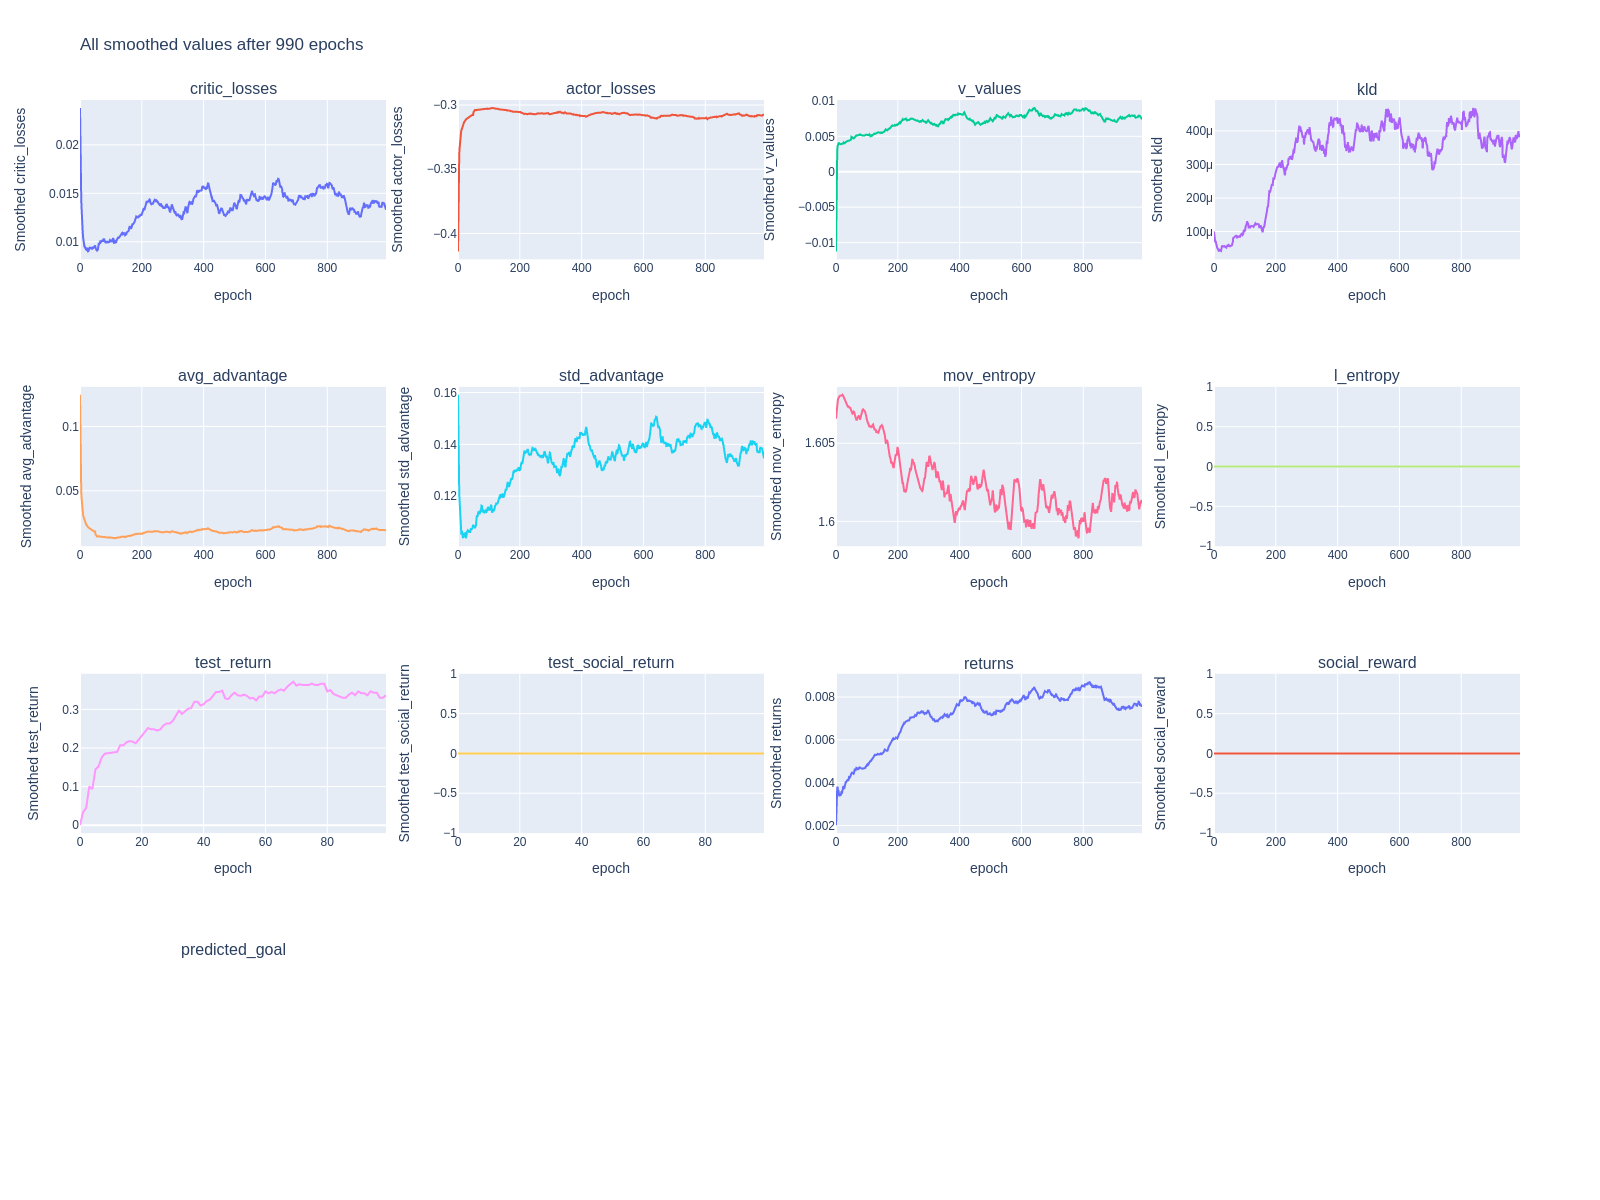 All smoothed values after 990 epochs
critic_losses
actor_losses
v_values
kld
Smoothed critic_losses
0.02
0.015
0.01
0
200
400
600
800
epoch
Smoothed actor_losses
−0.3
−0.35
−0.4
0
200
400
600
800
epoch
Smoothed v_values
0.01
0.005
0
−0.005
−0.01
0
200
400
600
800
epoch
Smoothed kld
400μ
300μ
200μ
100μ
0
200
400
600
800
epoch
avg_advantage
std_advantage
mov_entropy
l_entropy
Smoothed avg_advantage
0.1
0.05
0
200
400
600
800
epoch
Smoothed std_advantage
0.16
0.14
0.12
0
200
400
600
800
epoch
Smoothed mov_entropy
1.605
1.6
0
200
400
600
800
epoch
Smoothed l_entropy
1
0.5
0
−0.5
−1
0
200
400
600
800
epoch
test_return
test_social_return
returns
social_reward
Smoothed test_return
0.3
0.2
0.1
0
0
20
40
60
80
epoch
Smoothed test_social_return
1
0.5
0
−0.5
−1
0
20
40
60
80
epoch
Smoothed returns
0.008
0.006
0.004
0.002
0
200
400
600
800
epoch
Smoothed social_reward
1
0.5
0
−0.5
−1
0
200
400
600
800
epoch
predicted_goal